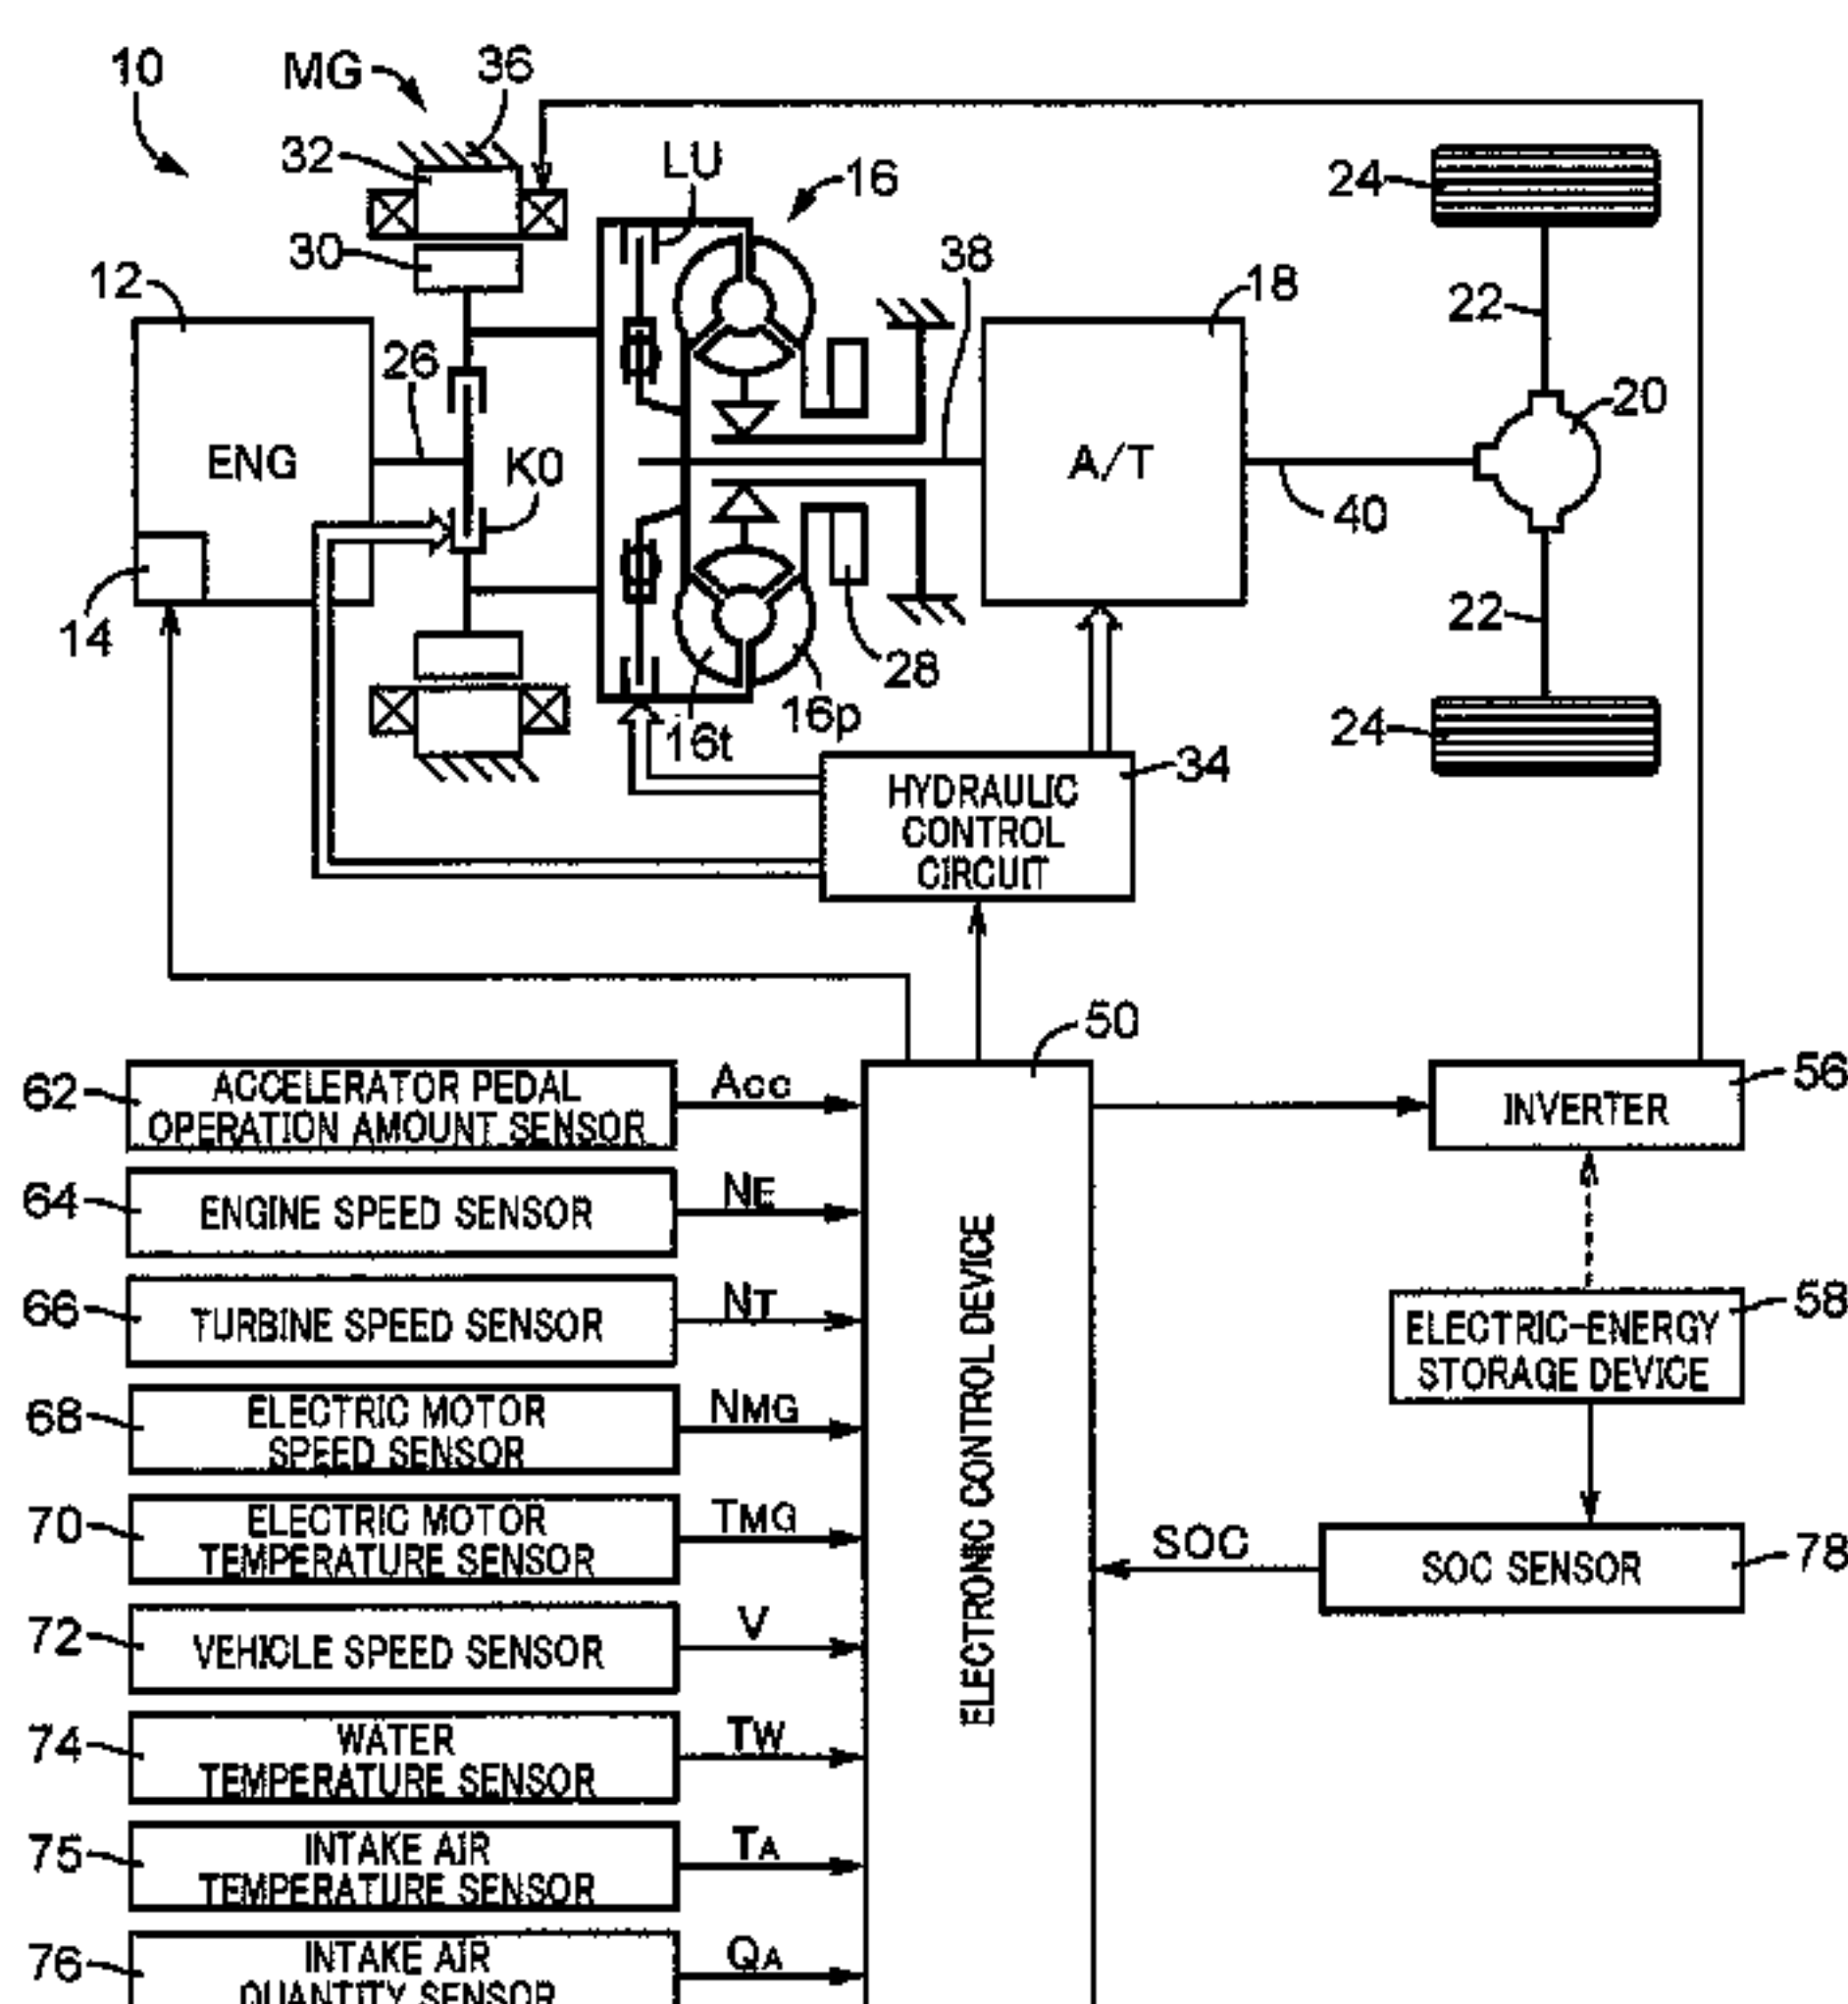 10
MG
36
32
LU
16
24
30
38
12
18
22
26
20
ENG
K0
A/T
40
14
22
28
16p
16t
24
34
HYDRAULIC
CONTROL
CIRCUIT
50
62
ACCELERATOR PEDAL
OPERATION AMOUNT SENSOR
Acc
INVERTER
56
64
ENGINE SPEED SENSOR
NE
66
TURBINE SPEED SENSOR
NT
ELECTRIC-ENERGY
STORAGE DEVICE
58
68
ELECTRIC MOTOR
SPEED SENSOR
NMG
ELECTRONIC CONTROL DEVICE
70
ELECTRIC MOTOR
TEMPERATURE SENSOR
TMG
SOC
SOC SENSOR
78
72
VEHICLE SPEED SENSOR
V
74
WATER
TEMPERATURE SENSOR
TW
75
INTAKE AIR
TEMPERATURE SENSOR
TA
76
INTAKE AIR
QUANTITY SENSOR
QA